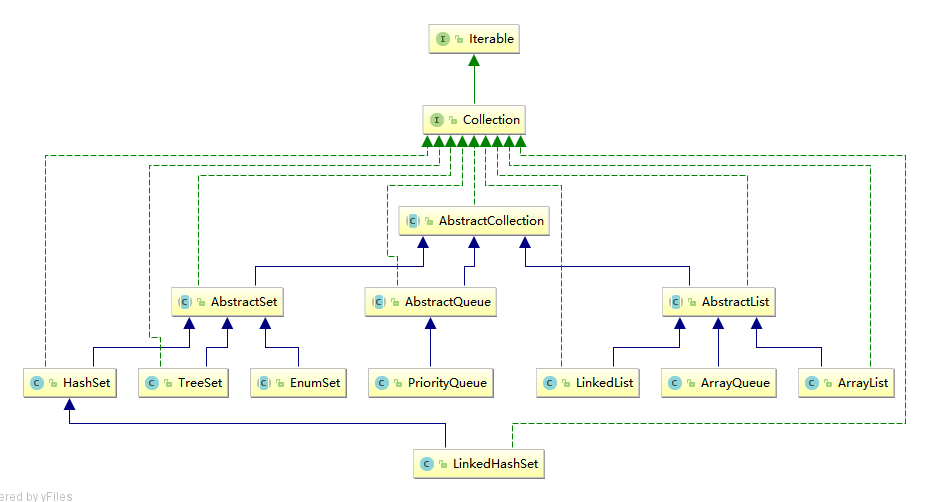 Iterable
Collection
AbstractCollection
AbstractSet
AbstractQueue
AbstractList
HashSet
TreeSet
EnumSet
PriorityQueue
LinkedList
ArrayQueue
ArrayList
LinkedHashSet
ered by yFiles